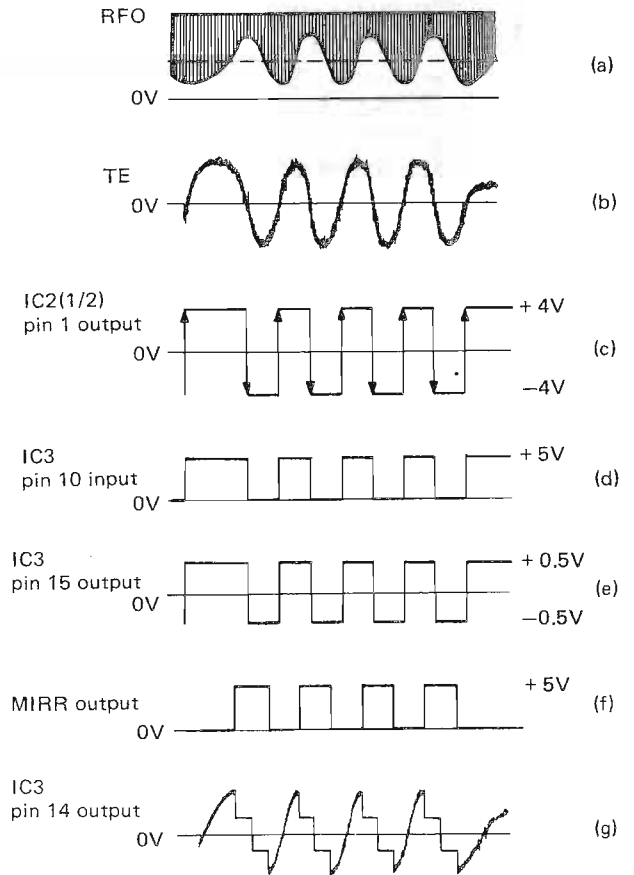 RFO
0V
(a)
TE
0V
(b)
IC2(1/2)
pin 1 output
0V
+4V
−4V
(c)
IC3
pin 10 input
0V
+5V
(d)
IC3
pin 15 output
0V
+0.5V
−0.5V
(e)
MIRR output
0V
+5V
(f)
IC3
pin 14 output
0V
(g)